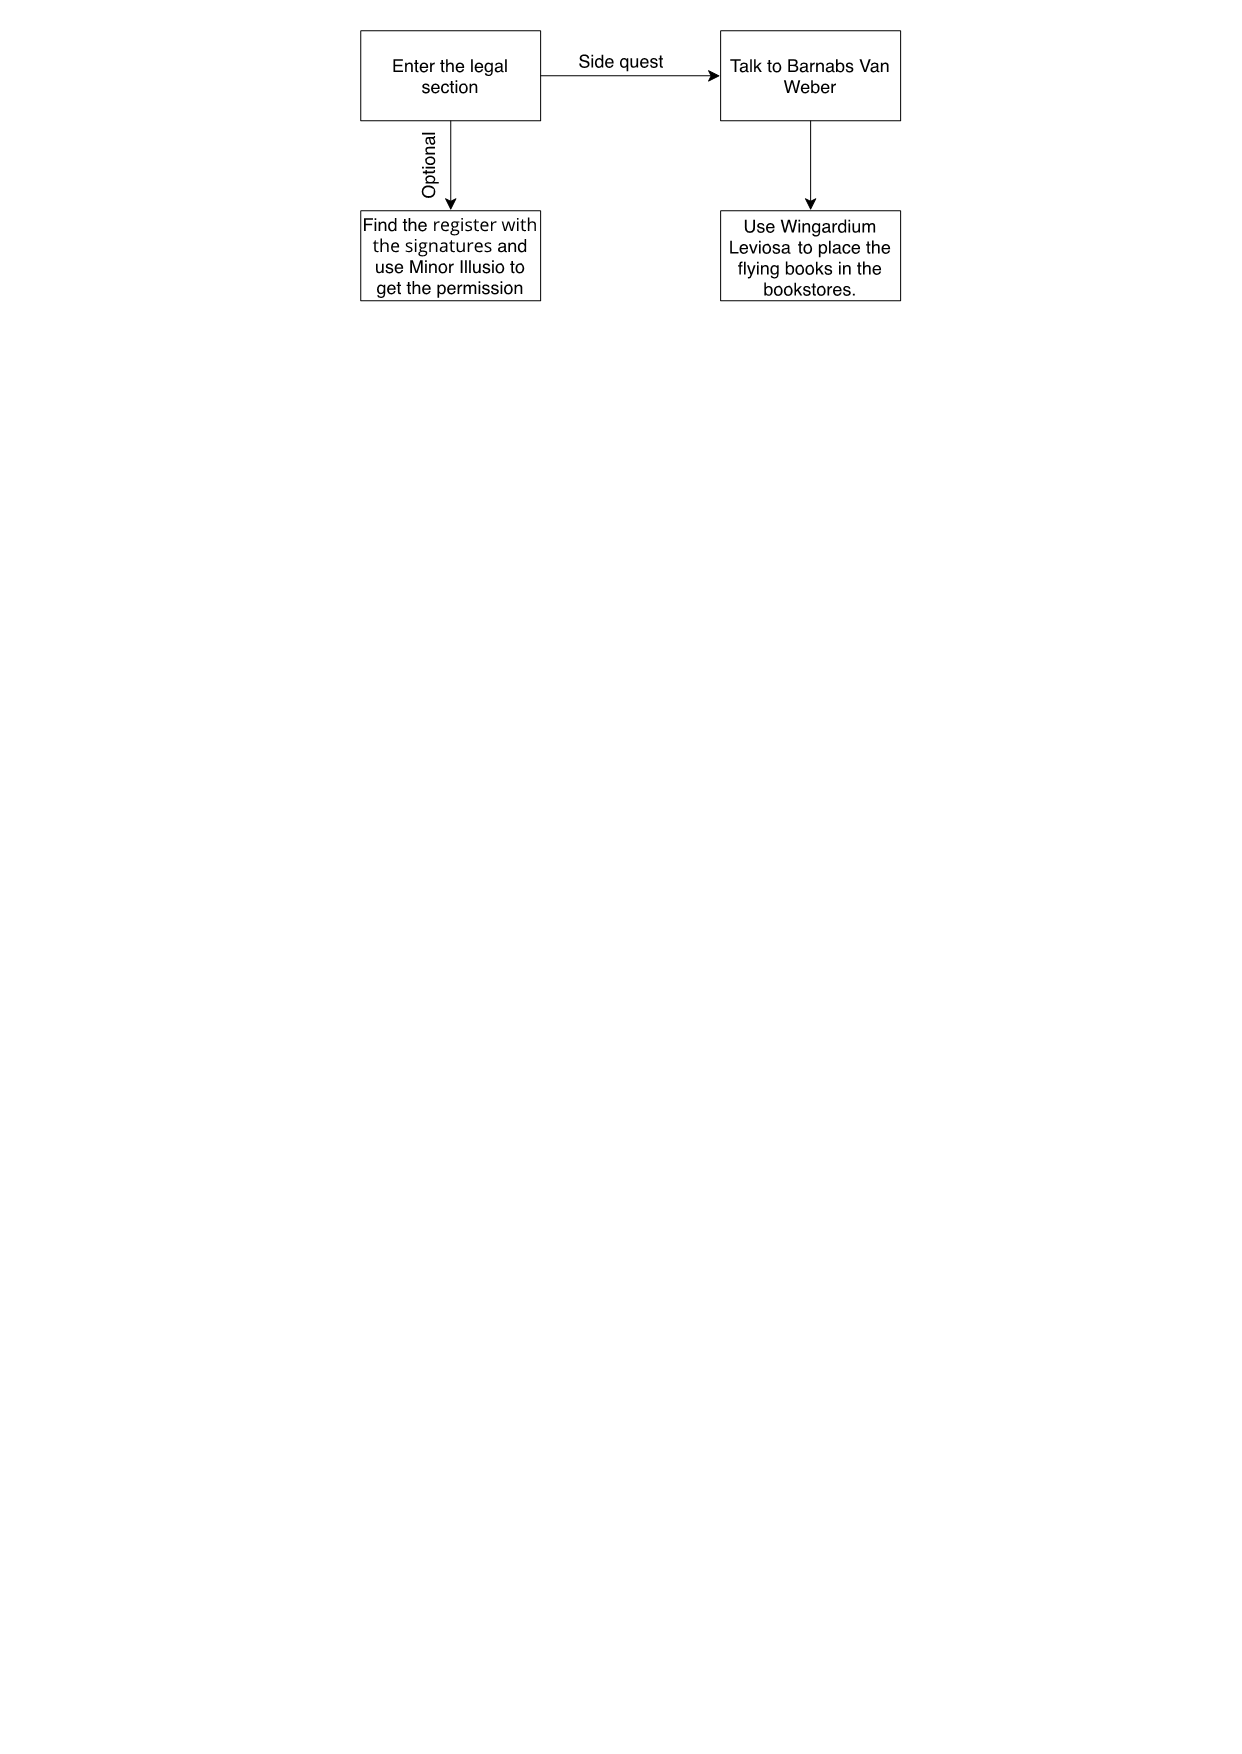 Enter the legal
section
Side quest
Talk to Barnabs Van
Weber
Optional
Find the register with
the signatures and
use Minor Illusio to
get the permission
Use Wingardium
Leviosa to place the
flying books in the
bookstores.